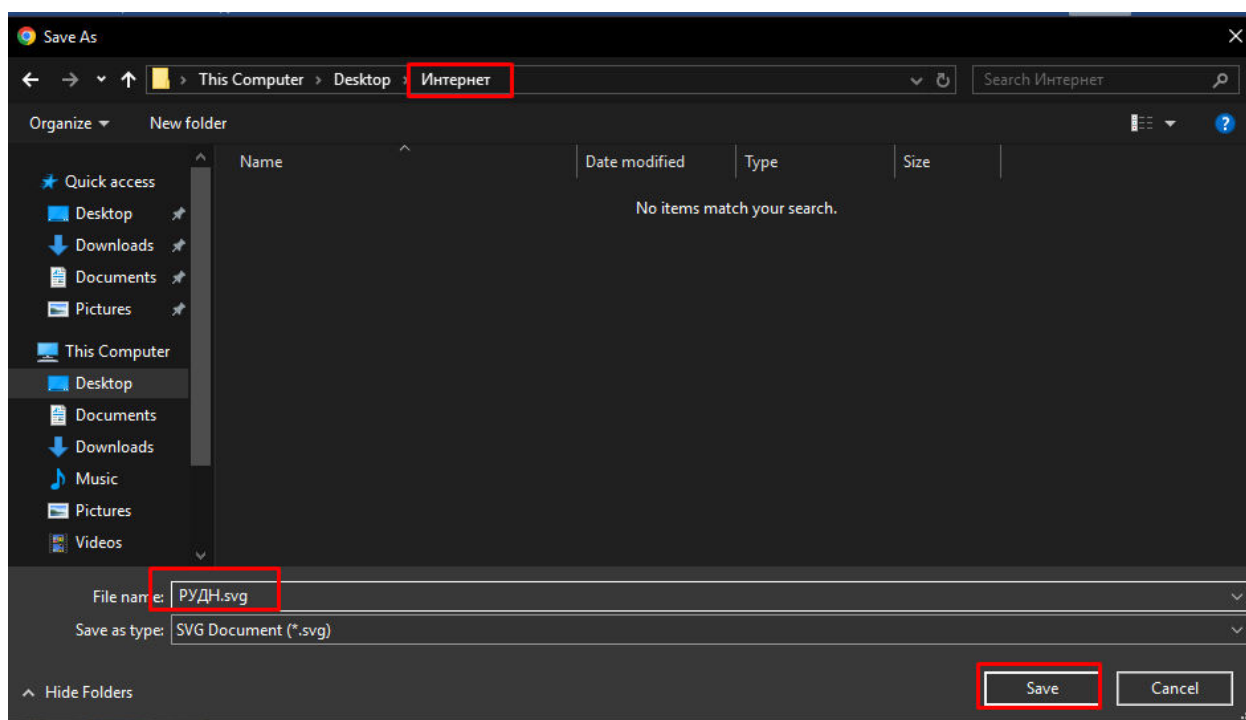 Save As
This Computer > Desktop > Интернет
Search Интернет
Organize
New folder
Name
Date modified
Type
Size
No items match your search.
Quick access
Desktop
Downloads
Documents
Pictures
This Computer
Desktop
Documents
Downloads
Music
Pictures
Videos
File name: РУДН.svg
Save as type: SVG Document (*.svg)
Hide Folders
Save
Cancel